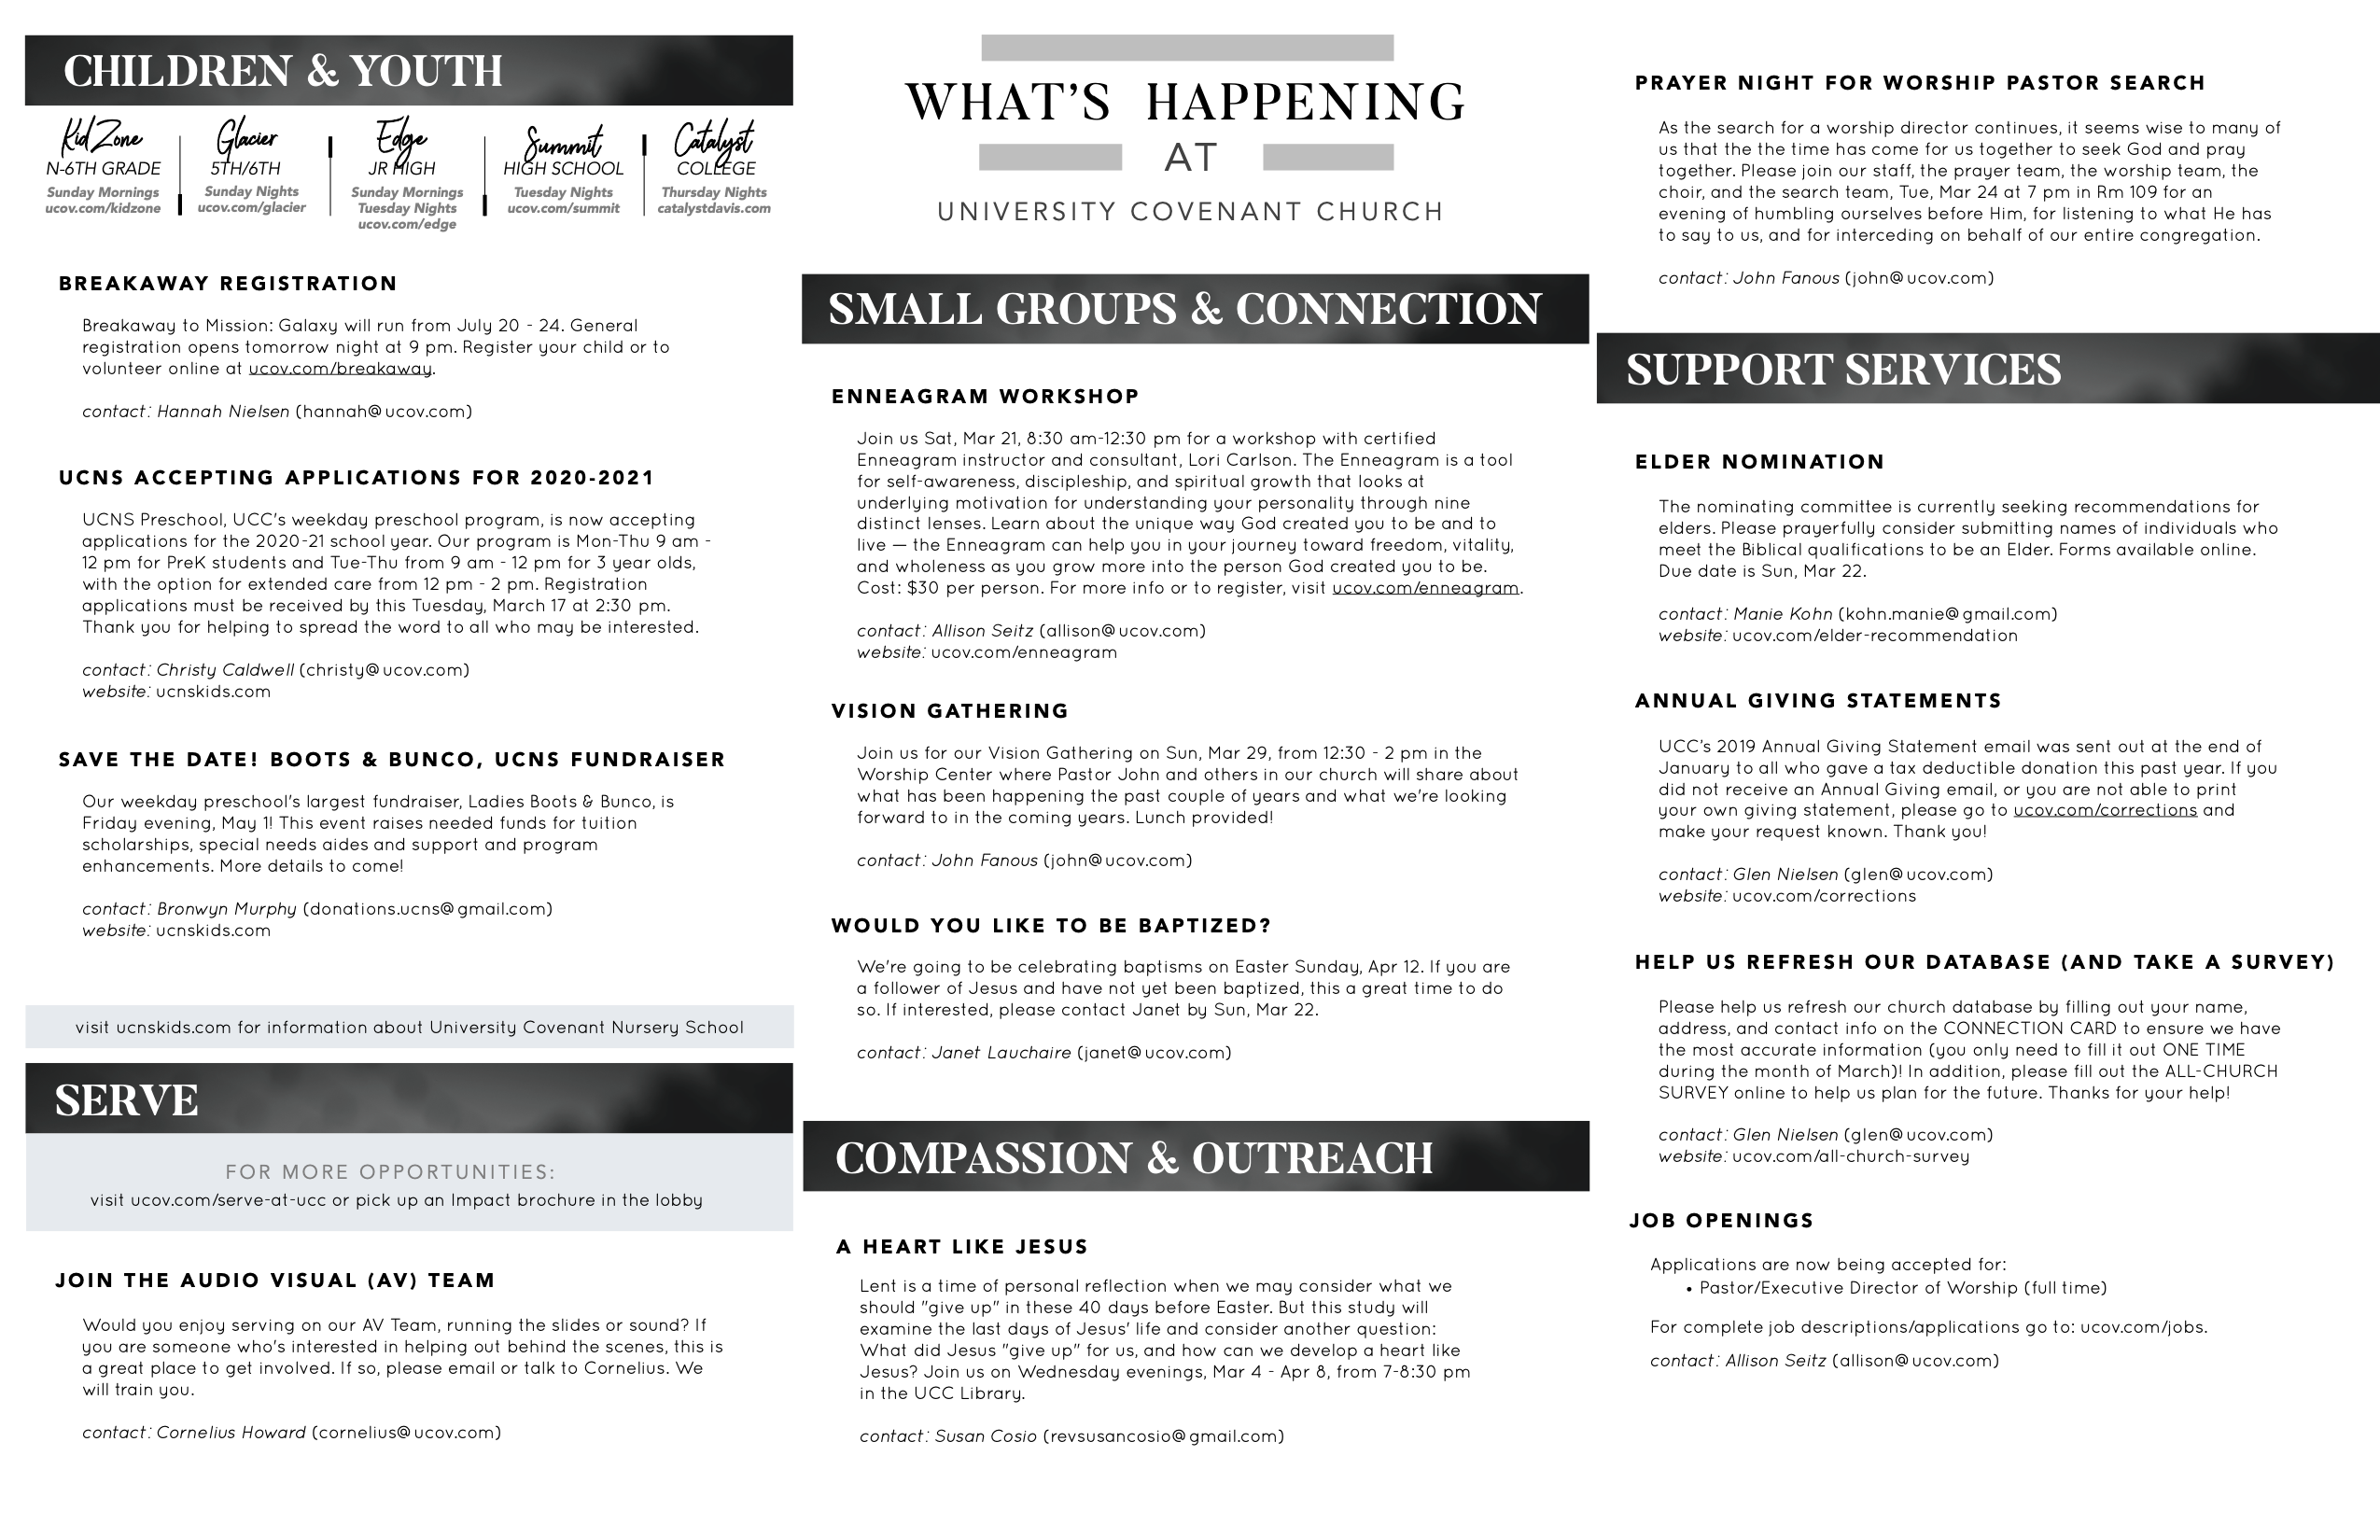 CHILDREN & YOUTH
Kid Zone
N-6TH GRADE
Sunday Mornings
ucov.com/kidzone
Glacier
5TH/6TH
Sunday Nights
ucov.com/glacier
Edge
JR HIGH
Sunday Mornings
Tuesday Nights
ucov.com/edge
Summit
HIGH SCHOOL
Tuesday Nights
ucov.com/summit
Catalyst
COLLEGE
Thursday Nights
catalystdavis.com
BREAKAWAY REGISTRATION
Breakaway to Mission: Galaxy will run from July 20 - 24. General
registration opens tomorrow night at 9 pm. Register your child or to
volunteer online at ucov.com/breakaway.
contact: Hannah Nielsen (hannah@ucov.com)
UCNS ACCEPTING APPLICATIONS FOR 2020-2021
UCNS Preschool, UCC's weekday preschool program, is now accepting
applications for the 2020-21 school year. Our program is Mon-Thu 9 am -
12 pm for PreK students and Tue-Thu from 9 am - 12 pm for 3 year olds,
with the option for extended care from 12 pm - 2 pm. Registration
applications must be received by this Tuesday, March 17 at 2:30 pm.
Thank you for helping to spread the word to all who may be interested.
contact: Christy Caldwell (christy@ucov.com)
website: ucnskids.com
SAVE THE DATE! BOOTS & BUNCO, UCNS FUNDRAISER
Our weekday preschool's largest fundraiser, Ladies Boots & Bunco, is
Friday evening, May 1! This event raises needed funds for tuition
scholarships, special needs aides and support and program
enhancements. More details to come!
contact: Bronwyn Murphy (donations.ucns@gmail.com)
website: ucnskids.com
visit ucnskids.com for information about University Covenant Nursery School
SERVE
FOR MORE OPPORTUNITIES:
visit ucov.com/serve-at-ucc or pick up an Impact brochure in the lobby
JOIN THE AUDIO VISUAL (AV) TEAM
Would you enjoy serving on our AV Team, running the slides or sound? If
you are someone who's interested in helping out behind the scenes, this is
a great place to get involved. If so, please email or talk to Cornelius. We
will train you.
contact: Cornelius Howard (cornelius@ucov.com)
WHAT'S HAPPENING
AT
UNIVERSITY COVENANT CHURCH
SMALL GROUPS & CONNECTION
ENNEAGRAM WORKSHOP
Join us Sat, Mar 21, 8:30 am-12:30 pm for a workshop with certified
Enneagram instructor and consultant, Lori Carlson. The Enneagram is a tool
for self-awareness, discipleship, and spiritual growth that looks at
underlying motivation for understanding your personality through nine
distinct lenses. Learn about the unique way God created you to be and to
live — the Enneagram can help you in your journey toward freedom, vitality,
and wholeness as you grow more into the person God created you to be.
Cost: $30 per person. For more info or to register, visit ucov.com/enneagram.
contact: Allison Seitz (allison@ucov.com)
website: ucov.com/enneagram
VISION GATHERING
Join us for our Vision Gathering on Sun, Mar 29, from 12:30 - 2 pm in the
Worship Center where Pastor John and others in our church will share about
what has been happening the past couple of years and what we're looking
forward to in the coming years. Lunch provided!
contact: John Fanous (john@ucov.com)
WOULD YOU LIKE TO BE BAPTIZED?
We're going to be celebrating baptisms on Easter Sunday, Apr 12. If you are
a follower of Jesus and have not yet been baptized, this a great time to do
so. If interested, please contact Janet by Sun, Mar 22.
contact: Janet Lauchaire (janet@ucov.com)
COMPASSION & OUTREACH
A HEART LIKE JESUS
Lent is a time of personal reflection when we may consider what we
should "give up" in these 40 days before Easter. But this study will
examine the last days of Jesus' life and consider another question:
What did Jesus "give up" for us, and how can we develop a heart like
Jesus? Join us on Wednesday evenings, Mar 4 - Apr 8, from 7-8:30 pm
in the UCC Library.
contact: Susan Cosio (revsusancosio@gmail.com)
PRAYER NIGHT FOR WORSHIP PASTOR SEARCH
As the search for a worship director continues, it seems wise to many of
us that the the time has come for us together to seek God and pray
together. Please join our staff, the prayer team, the worship team, the
choir, and the search team, Tue, Mar 24 at 7 pm in Rm 109 for an
evening of humbling ourselves before Him, for listening to what He has
to say to us, and for interceding on behalf of our entire congregation.
contact: John Fanous (john@ucov.com)
SUPPORT SERVICES
ELDER NOMINATION
The nominating committee is currently seeking recommendations for
elders. Please prayerfully consider submitting names of individuals who
meet the Biblical qualifications to be an Elder. Forms available online.
Due date is Sun, Mar 22.
contact: Manie Kohn (kohn.manie@gmail.com)
website: ucov.com/elder-recommendation
ANNUAL GIVING STATEMENTS
UCC's 2019 Annual Giving Statement email was sent out at the end of
January to all who gave a tax deductible donation this past year. If you
did not receive an Annual Giving email, or you are not able to print
your own giving statement, please go to ucov.com/corrections and
make your request known. Thank you!
contact: Glen Nielsen (glen@ucov.com)
website: ucov.com/corrections
HELP US REFRESH OUR DATABASE (AND TAKE A SURVEY)
Please help us refresh our church database by filling out your name,
address, and contact info on the CONNECTION CARD to ensure we have
the most accurate information (you only need to fill it out ONE TIME
during the month of March)! In addition, please fill out the ALL-CHURCH
SURVEY online to help us plan for the future. Thanks for your help!
contact: Glen Nielsen (glen@ucov.com)
website: ucov.com/all-church-survey
JOB OPENINGS
Applications are now being accepted for:
• Pastor/Executive Director of Worship (full time)
For complete job descriptions/applications go to: ucov.com/jobs.
contact: Allison Seitz (allison@ucov.com)